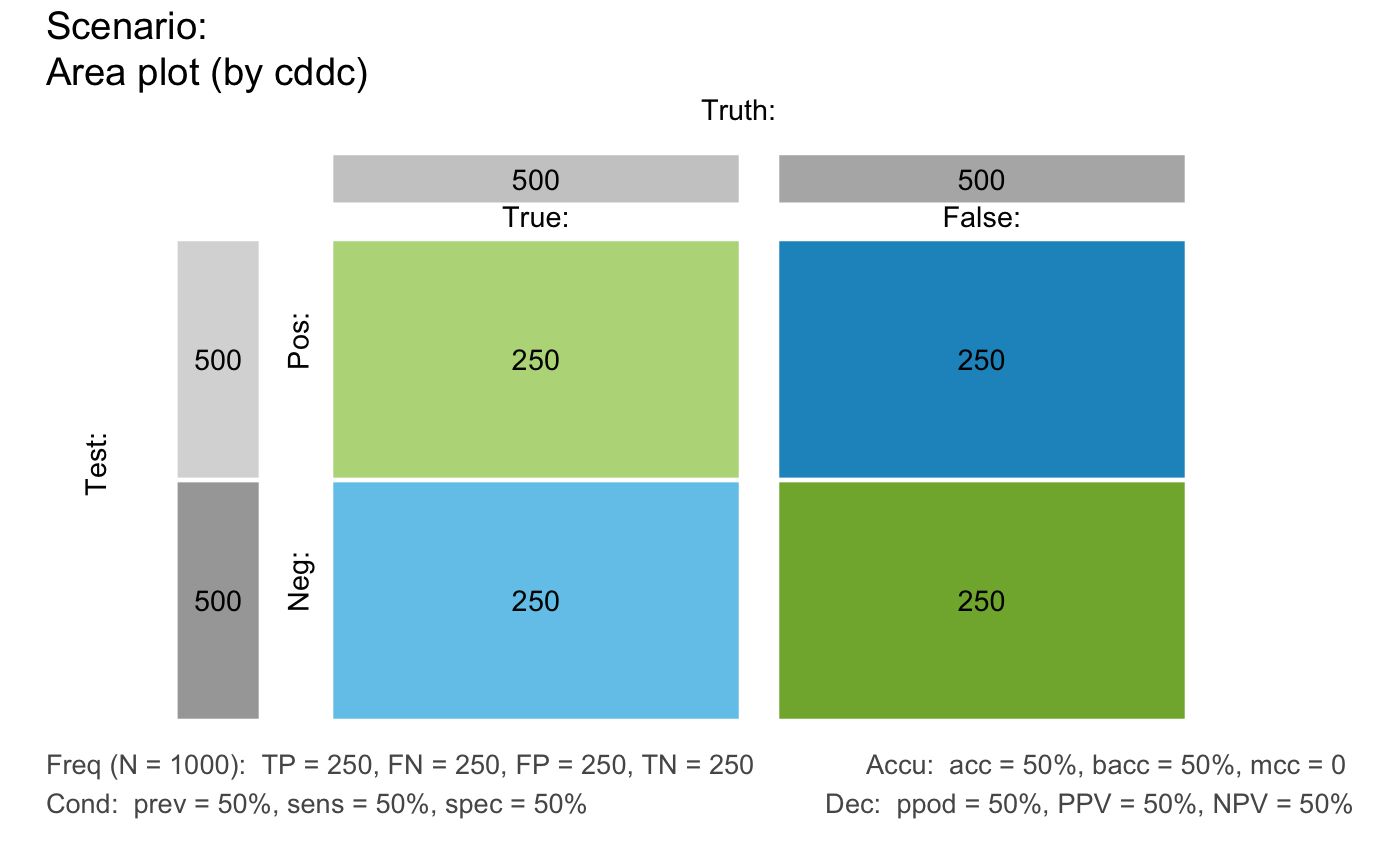 Scenario:
Area plot (by cddc)
Truth:
500 500
True: False:
500 Pos: 250 250
Test:
500 Neg: 250 250
Freq (N = 1000):  TP = 250, FN = 250, FP = 250, TN = 250 Accu:  acc = 50%, bacc = 50%, mcc = 0
Cond:  prev = 50%, sens = 50%, spec = 50% Dec:  ppod = 50%, PPV = 50%, NPV = 50%